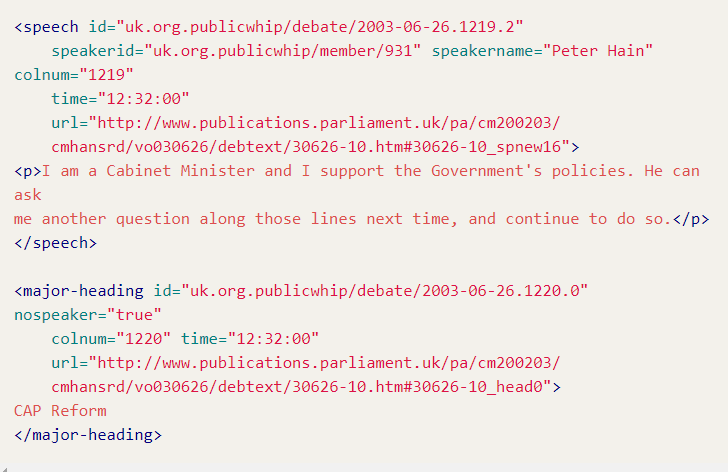 <speech id="uk.org.publicwhip/debate/2003-06-26.1219.2"
    speakerid="uk.org.publicwhip/member/931" speakername="Peter Hain"
colnum="1219"
    time="12:32:00"
    url="http://www.publications.parliament.uk/pa/cm200203/
    cmhansrd/vo030626/debtext/30626-10.htm#30626-10_spnew16">
<p>I am a Cabinet Minister and I support the Government's policies. He can
ask
me another question along those lines next time, and continue to do so.</p>
</speech>

<major-heading id="uk.org.publicwhip/debate/2003-06-26.1220.0"
nospeaker="true"
    colnum="1220" time="12:32:00"
    url="http://www.publications.parliament.uk/pa/cm200203/
    cmhansrd/vo030626/debtext/30626-10.htm#30626-10_head0">
CAP Reform
</major-heading>